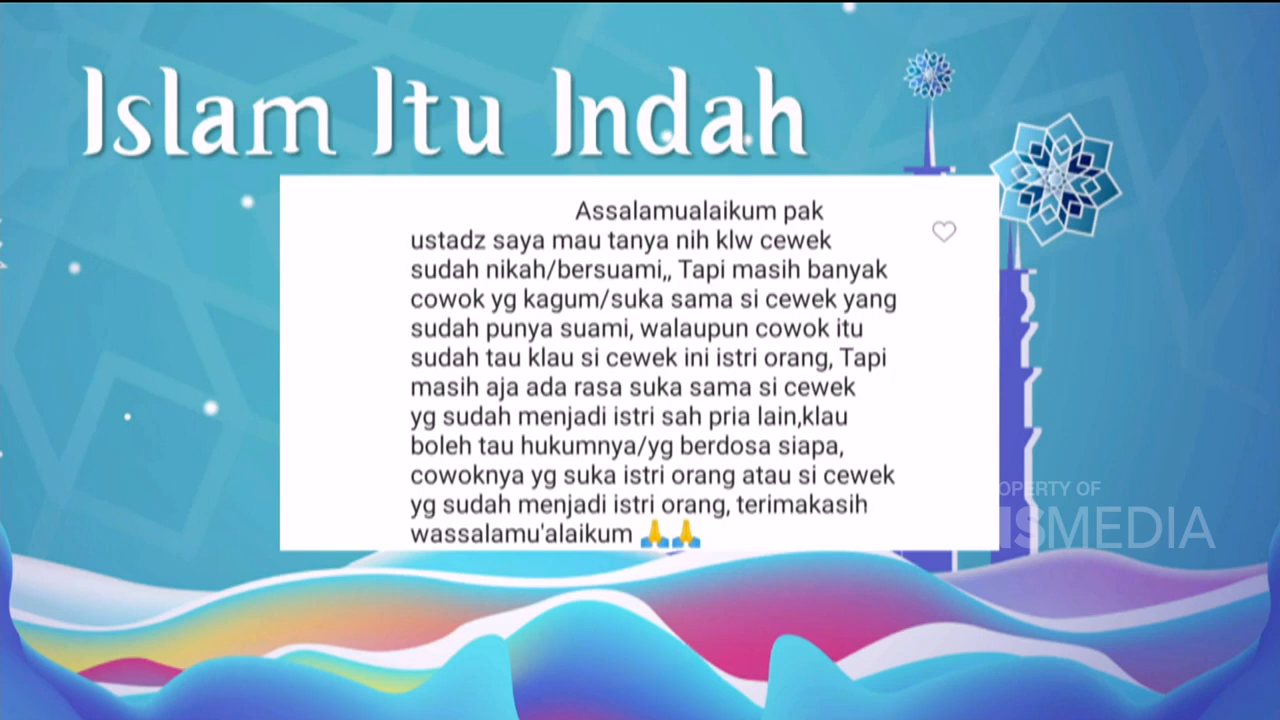 Islam Itu Indah
Assalamualaikum pak
ustadz saya mau tanya nih klw cewek
sudah nikah/bersuami,, Tapi masih banyak
cowok yg kagum/suka sama si cewek yang
sudah punya suami, walaupun cowok itu
sudah tau klau si cewek ini istri orang, Tapi
masih aja ada rasa suka sama si cewek
yg sudah menjadi istri sah pria lain,klau
boleh tau hukumnya/yg berdosa siapa,
cowoknya yg suka istri orang atau si cewek
yg sudah menjadi istri orang, terimakasih
wassalamu'alaikum 🙏🙏
OPERTY OF
ISMEDIA